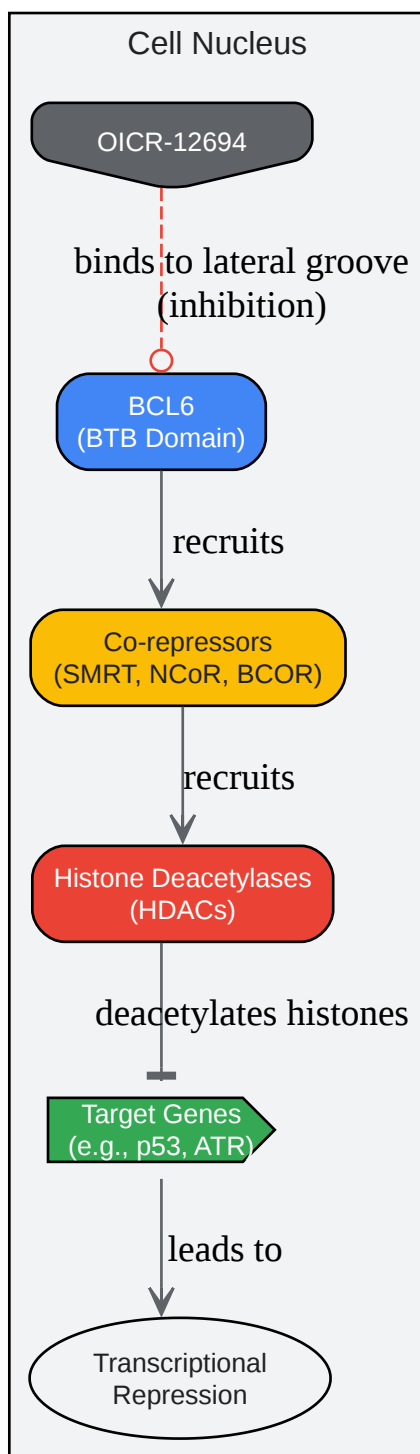 Cell Nucleus
OICR-12694
binds to lateral groove
(inhibition)
BCL6
(BTB Domain)
recruits
Co-repressors
(SMRT, NCoR, BCOR)
recruits
Histone Deacetylases
(HDACs)
deacetylates histones
Target Genes
(e.g., p53, ATR)
leads to
Transcriptional
Repression